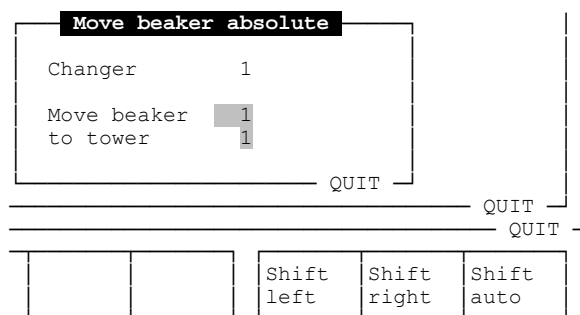 Move beaker absolute
Changer 1
Move beaker 1
to tower 1
QUIT
QUIT
QUIT
Shift Shift Shift
left right auto